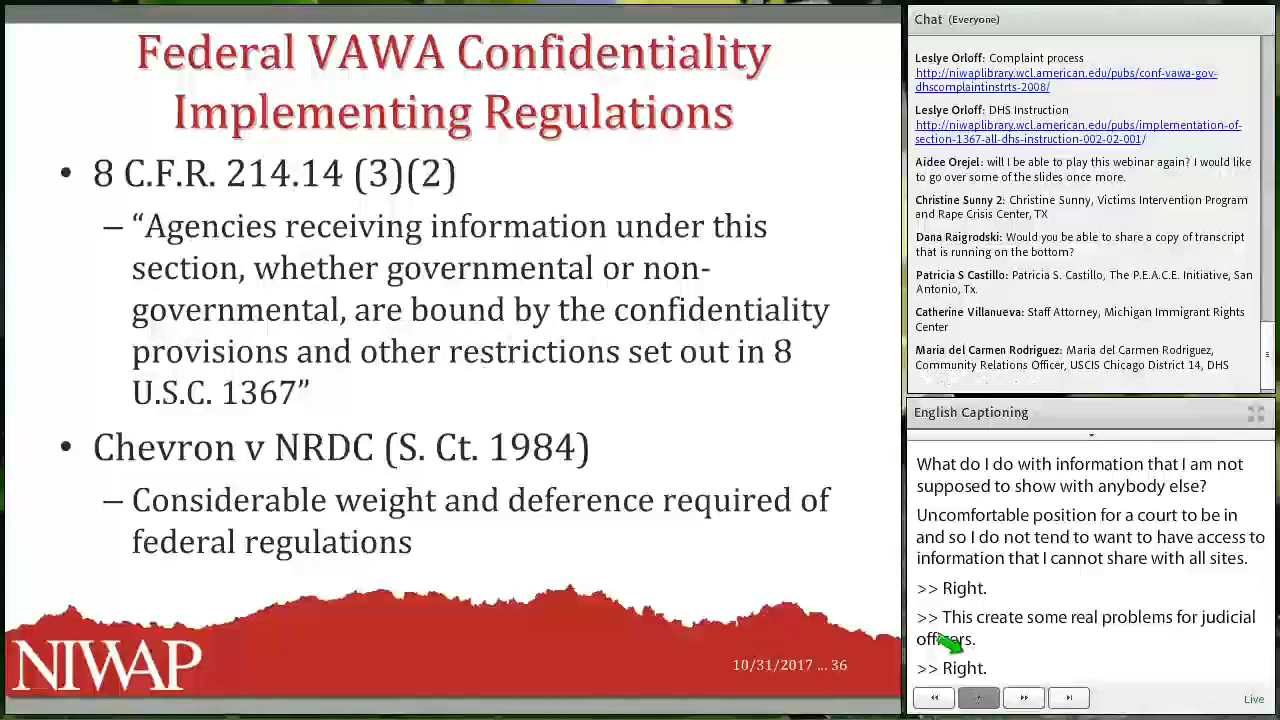 Federal VAWA Confidentiality
Implementing Regulations
• 8 C.F.R. 214.14 (3)(2)
– “Agencies receiving information under this
section, whether governmental or non-
governmental, are bound by the confidentiality
provisions and other restrictions set out in 8
U.S.C. 1367”
• Chevron v NRDC (S. Ct. 1984)
– Considerable weight and deference required of
federal regulations
NIWAP
10/31/2017 ... 36
Chat (Everyone)
Leslye Orloff: Complaint process
http://niwaplibrary.wcl.american.edu/pubs/conf-vawa-gov-
dhscomplaintinstrts-2008/
Leslye Orloff: DHS Instruction
http://niwaplibrary.wcl.american.edu/pubs/implementation-of-
section-1367-all-dhs-instruction-002-02-001/
Aidee Orejel: will I be able to play this webinar again? I would like
to go over some of the slides once more.
Christine Sunny 2: Christine Sunny, Victims Intervention Program
and Rape Crisis Center, TX
Dana Raigrodski: Would you be able to share a copy of transcript
that is running on the bottom?
Patricia S Castillo: Patricia S. Castillo, The P.E.A.C.E. Initiative, San
Antonio, Tx.
Catherine Villanueva: Staff Attorney, Michigan Immigrant Rights
Center
Maria del Carmen Rodriguez: Maria del Carmen Rodriguez,
Community Relations Officer, USCIS Chicago District 14, DHS
English Captioning
What do I do with information that I am not
supposed to show with anybody else?
Uncomfortable position for a court to be in
and so I do not tend to want to have access to
information that I cannot share with all sites.
>> Right.
>> This create some real problems for judicial
officers.
>> Right.
Live